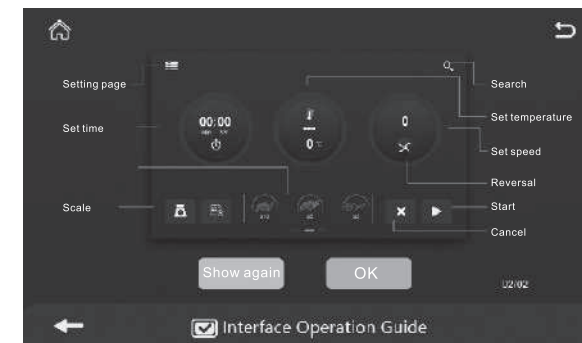 Setting page
Search
Set temperature
Set time
00:00
0
0
Set speed
Reversal
Scale
Start
Cancel
Show again
OK
02/02
Interface Operation Guide